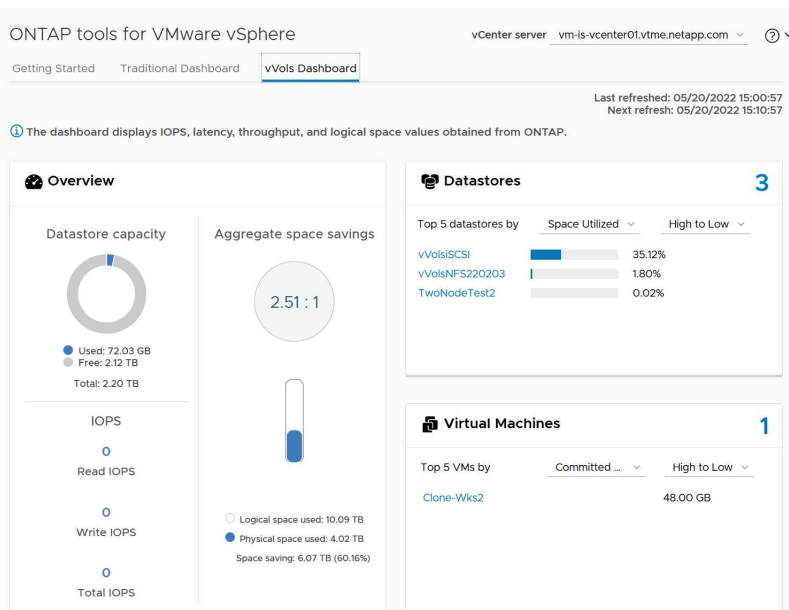 ONTAP tools for VMware vSphere
vCenter server vm-is-vcenter01.vtme.netapp.com
Getting Started Traditional Dashboard vVols Dashboard
Last refreshed: 05/20/2022 15:00:57
Next refresh: 05/20/2022 15:10:57
The dashboard displays IOPS, latency, throughput, and logical space values obtained from ONTAP.
Overview
Datastore capacity
Used: 72.03 GB
Free: 2.12 TB
Total: 2.20 TB
IOPS
0
Read IOPS
0
Write IOPS
0
Total IOPS
Aggregate space savings
2.51 : 1
Logical space used: 10.09 TB
Physical space used: 4.02 TB
Space saving: 6.07 TB (60.16%)
Datastores 3
Top 5 datastores by Space Utilized High to Low
vVolsiSCSI 35.12%
vVolsNFS220203 1.80%
TwoNodeTest2 0.02%
Virtual Machines 1
Top 5 VMs by Committed ... High to Low
Clone-Wks2 48.00 GB